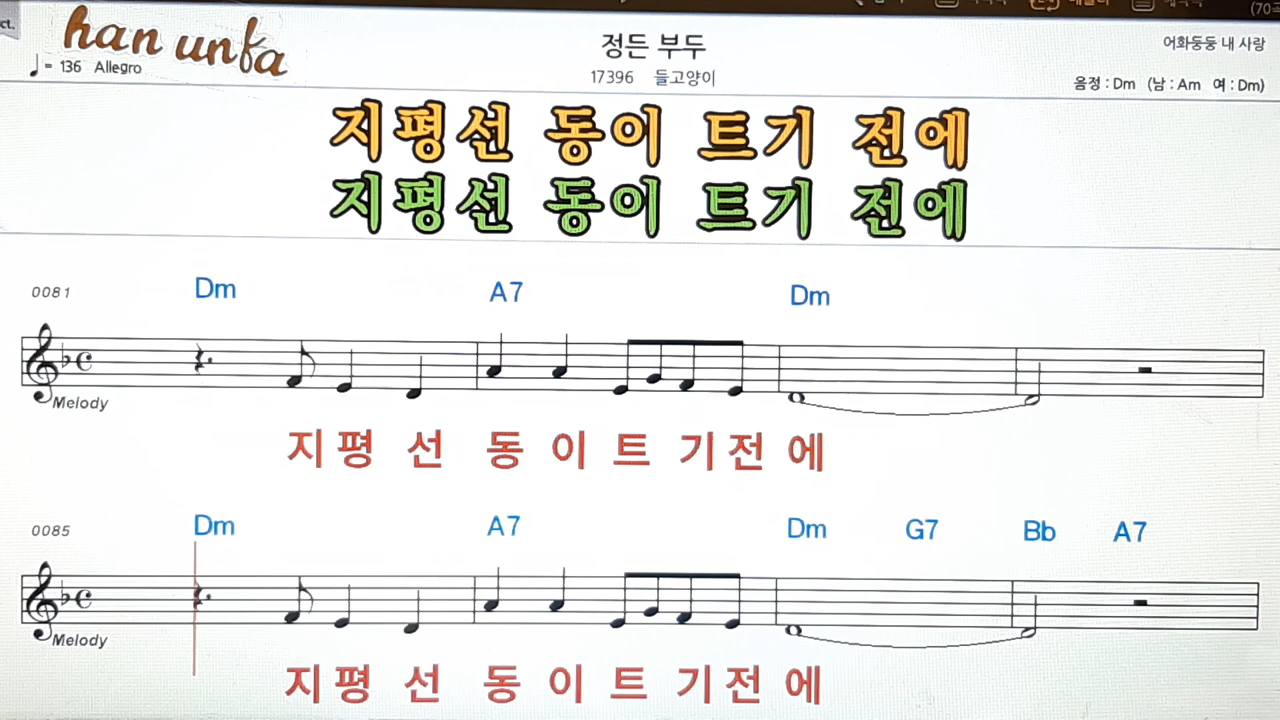 ct.
(70
han unfa
정든 부두
어화둥둥 내 사랑
♩= 136 Allegro
17396 들고양이
음정 : Dm (남 : Am 여 : Dm)
지평선 동이 트기 전에
지평선 동이 트기 전에
0081 Dm A7 Dm
Melody
지평 선 동 이 트 기전 에
0085 Dm A7 Dm G7 Bb A7
Melody
지평 선 동 이 트 기전 에